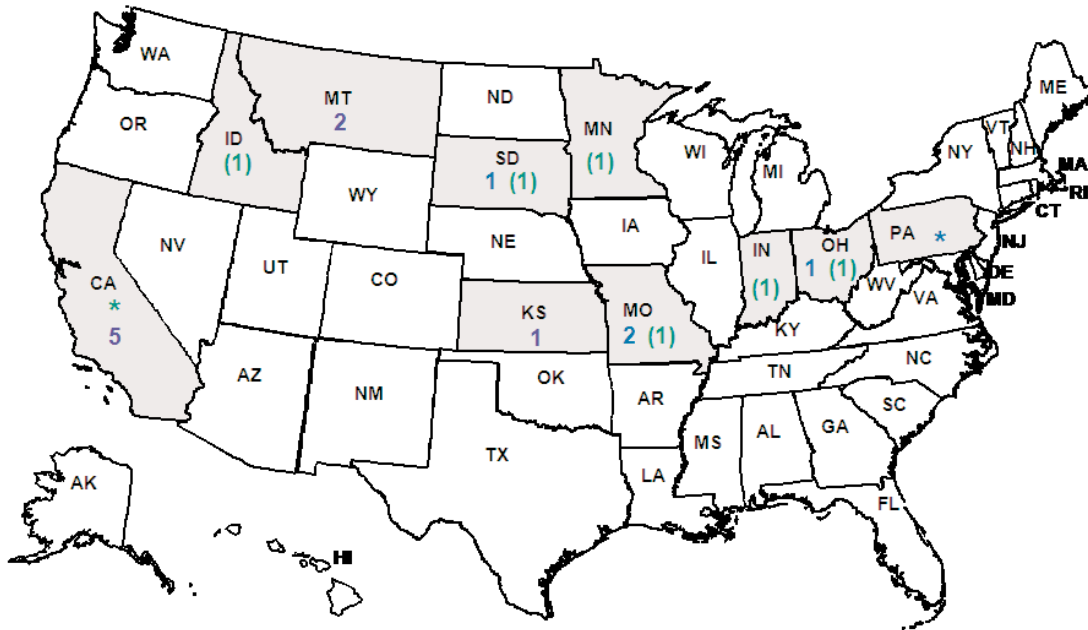 WA
MT
2
ND
MN
(1)
ME
OR
ID
(1)
SD
1 (1)
WI
MI
VT
NH
NY
MA
RI
CT
WY
IA
NE
PA *
NJ
NV
UT
CO
IL
IN
(1)
OH
1 (1)
DE
MD
WV
VA
CA
*
5
KS
1
MO
2 (1)
KY
AZ
NM
OK
AR
TN
NC
SC
TX
LA
MS
AL
GA
FL
AK
HI